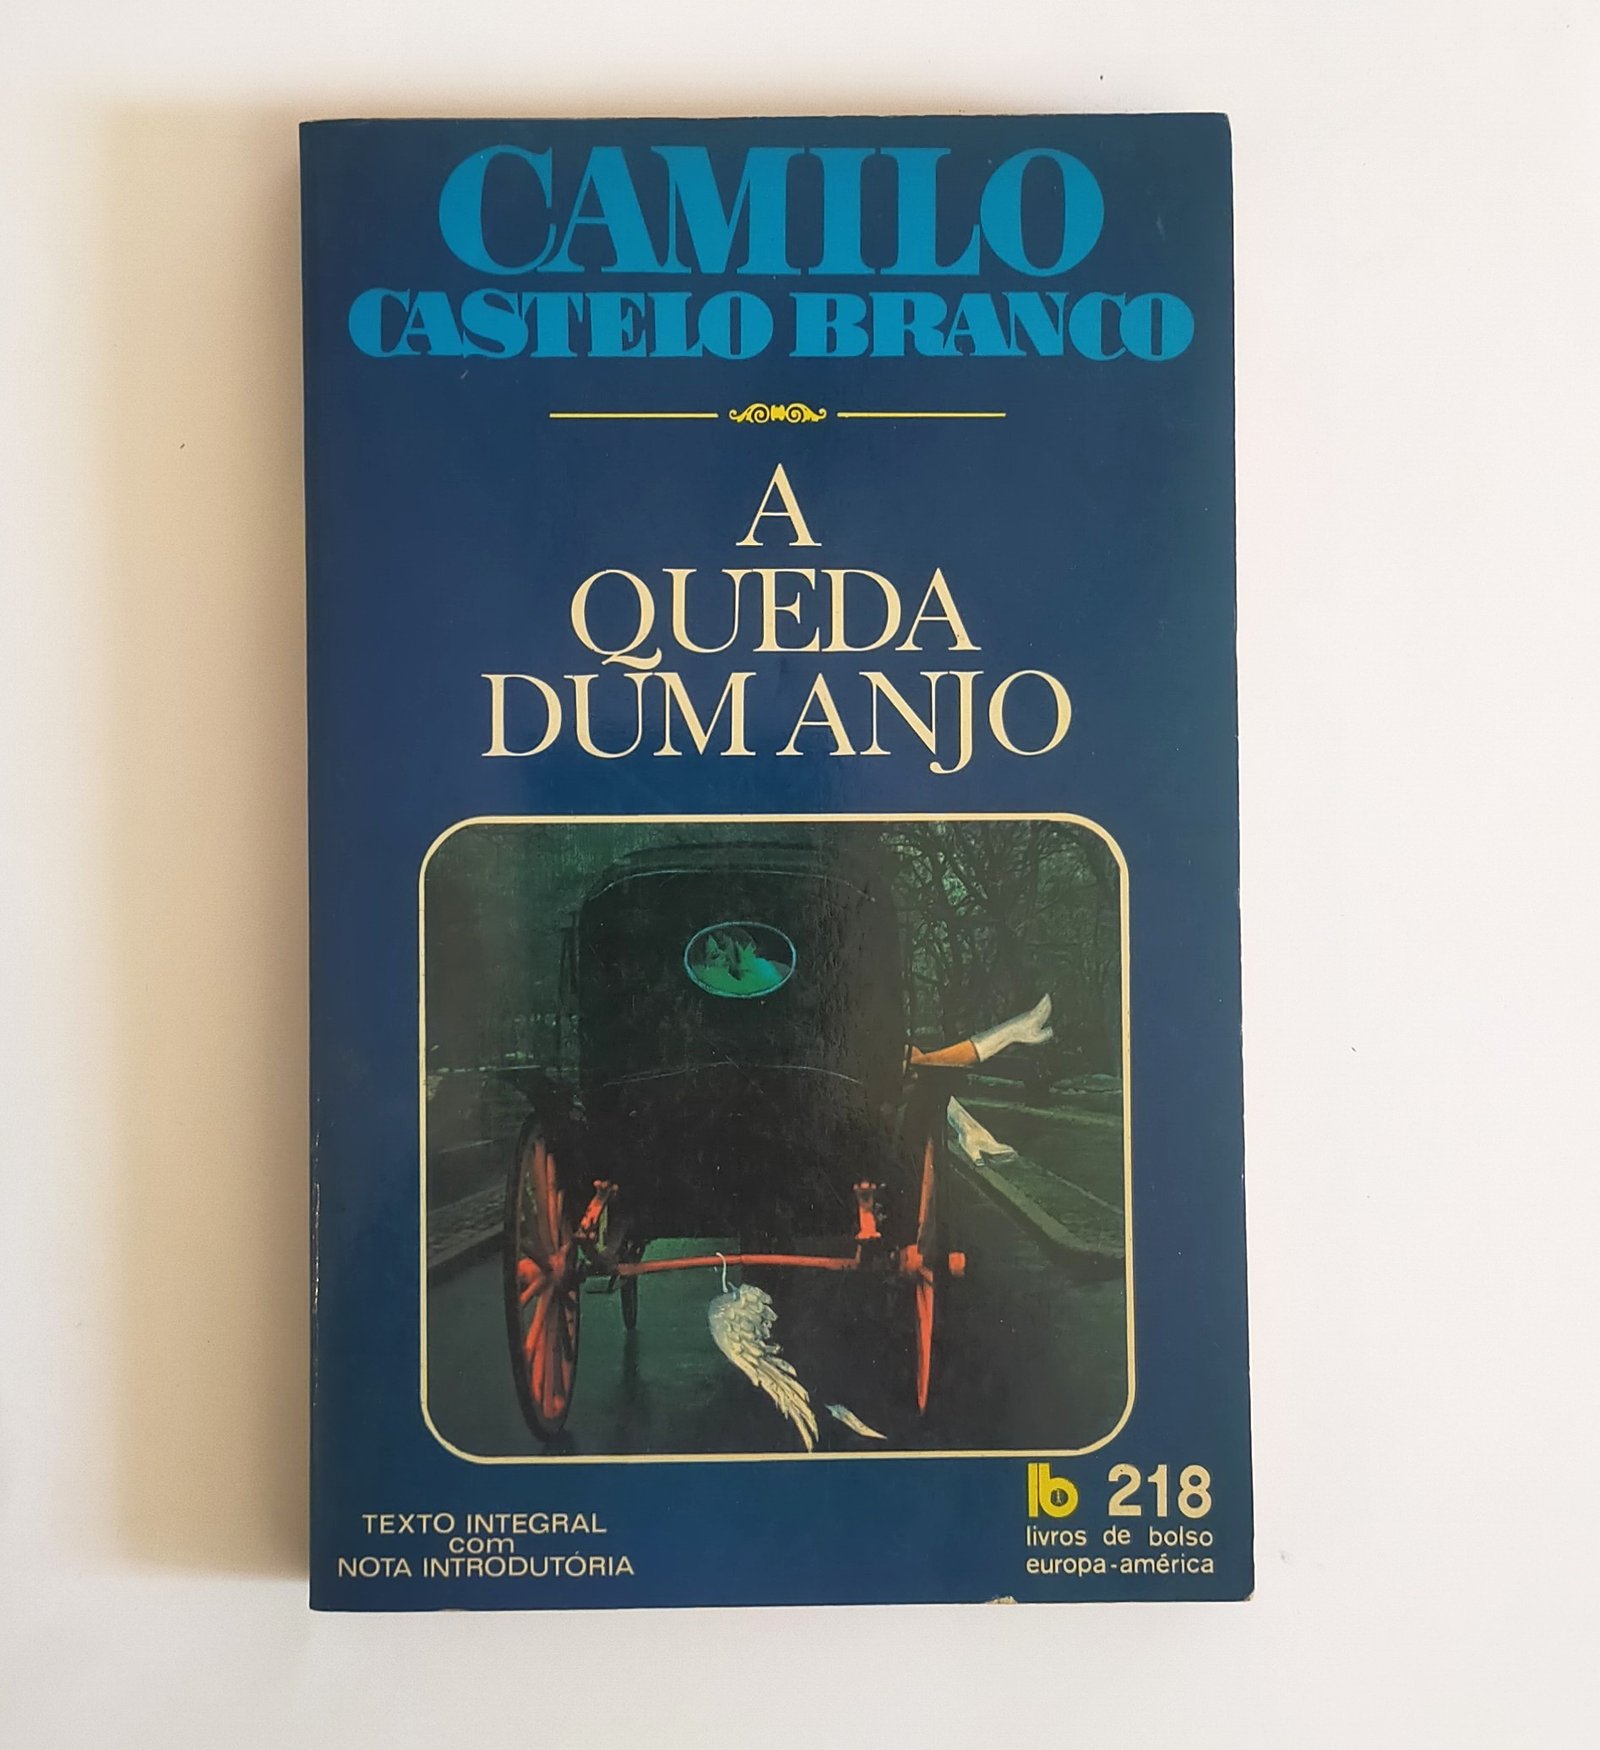 CAMILO
CASTELO BRANCO
A
QUEDA
DUM ANJO
TEXTO INTEGRAL
com
NOTA INTRODUTÓRIA
lb 218
livros de bolso
europa-américa